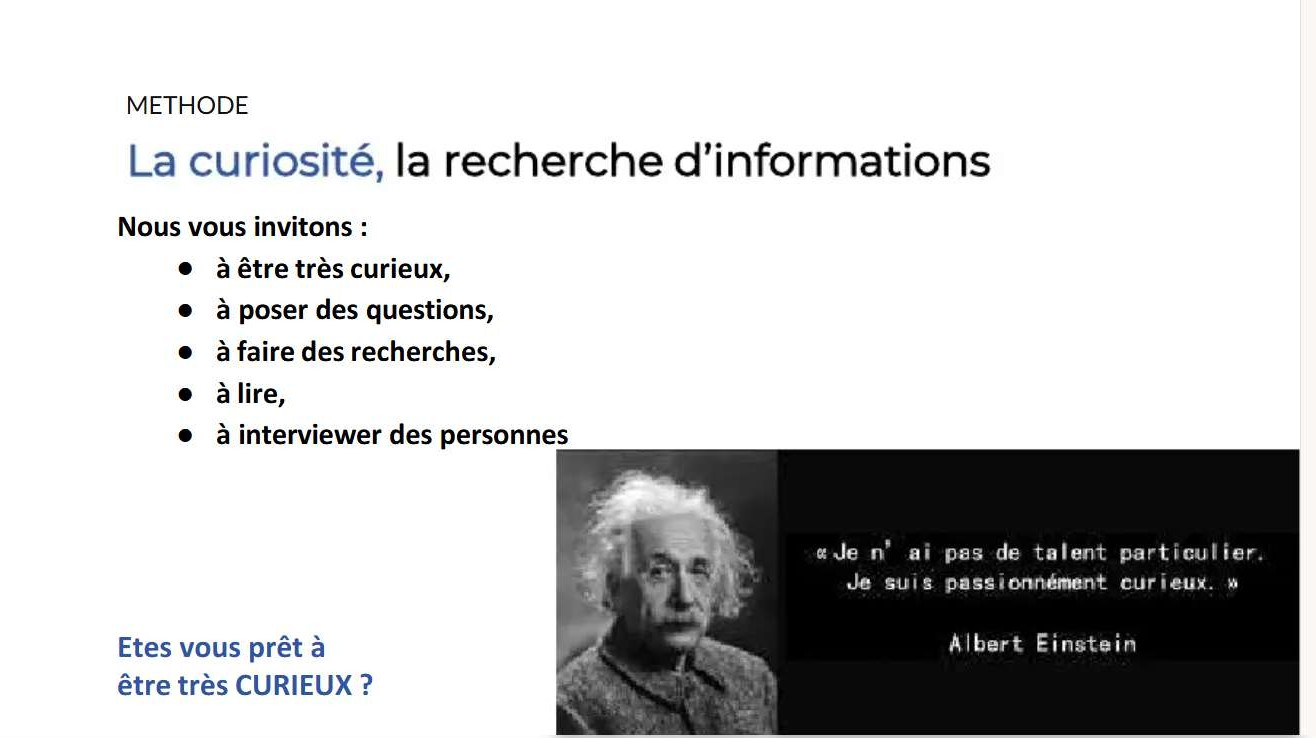 METHODE
La curiosité, la recherche d’informations
Nous vous invitons :
● à être très curieux,
● à poser des questions,
● à faire des recherches,
● à lire,
● à interviewer des personnes
« Je n’ ai pas de talent particulier.
Je suis passionnément curieux. »
Albert Einstein
Etes vous prêt à
être très CURIEUX ?